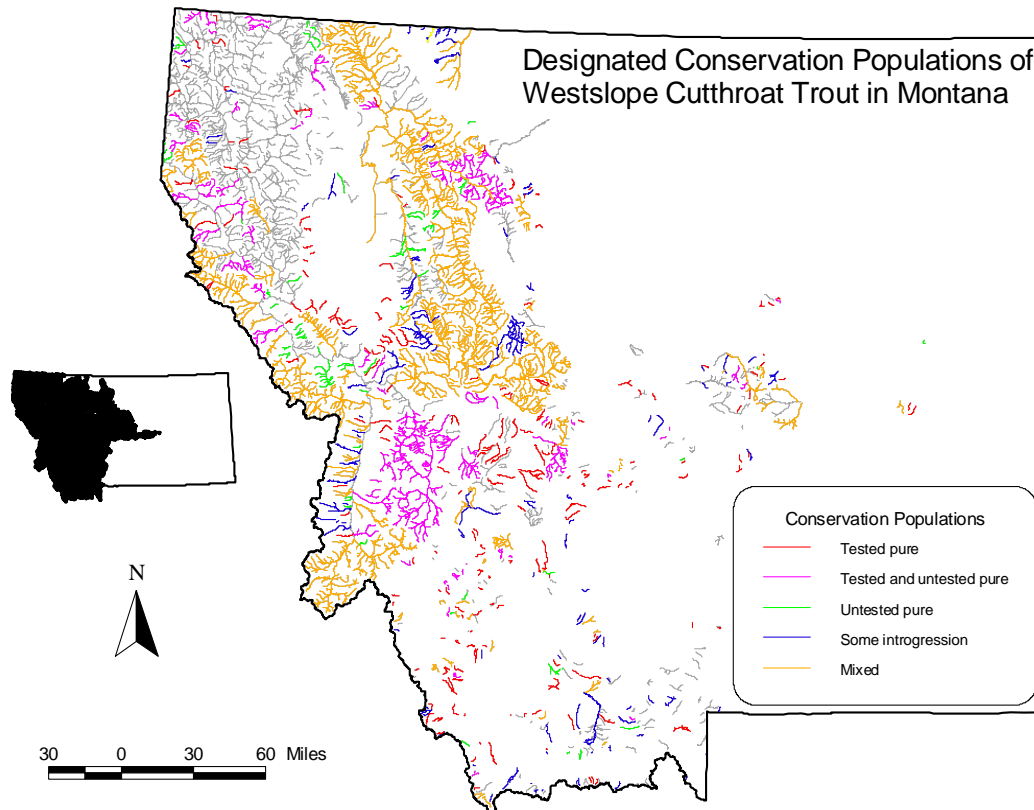 Designated Conservation Populations of
Westslope Cutthroat Trout in Montana
Conservation Populations
Tested pure
Tested and untested pure
Untested pure
Some introgression
Mixed
N
30 0 30 60 Miles